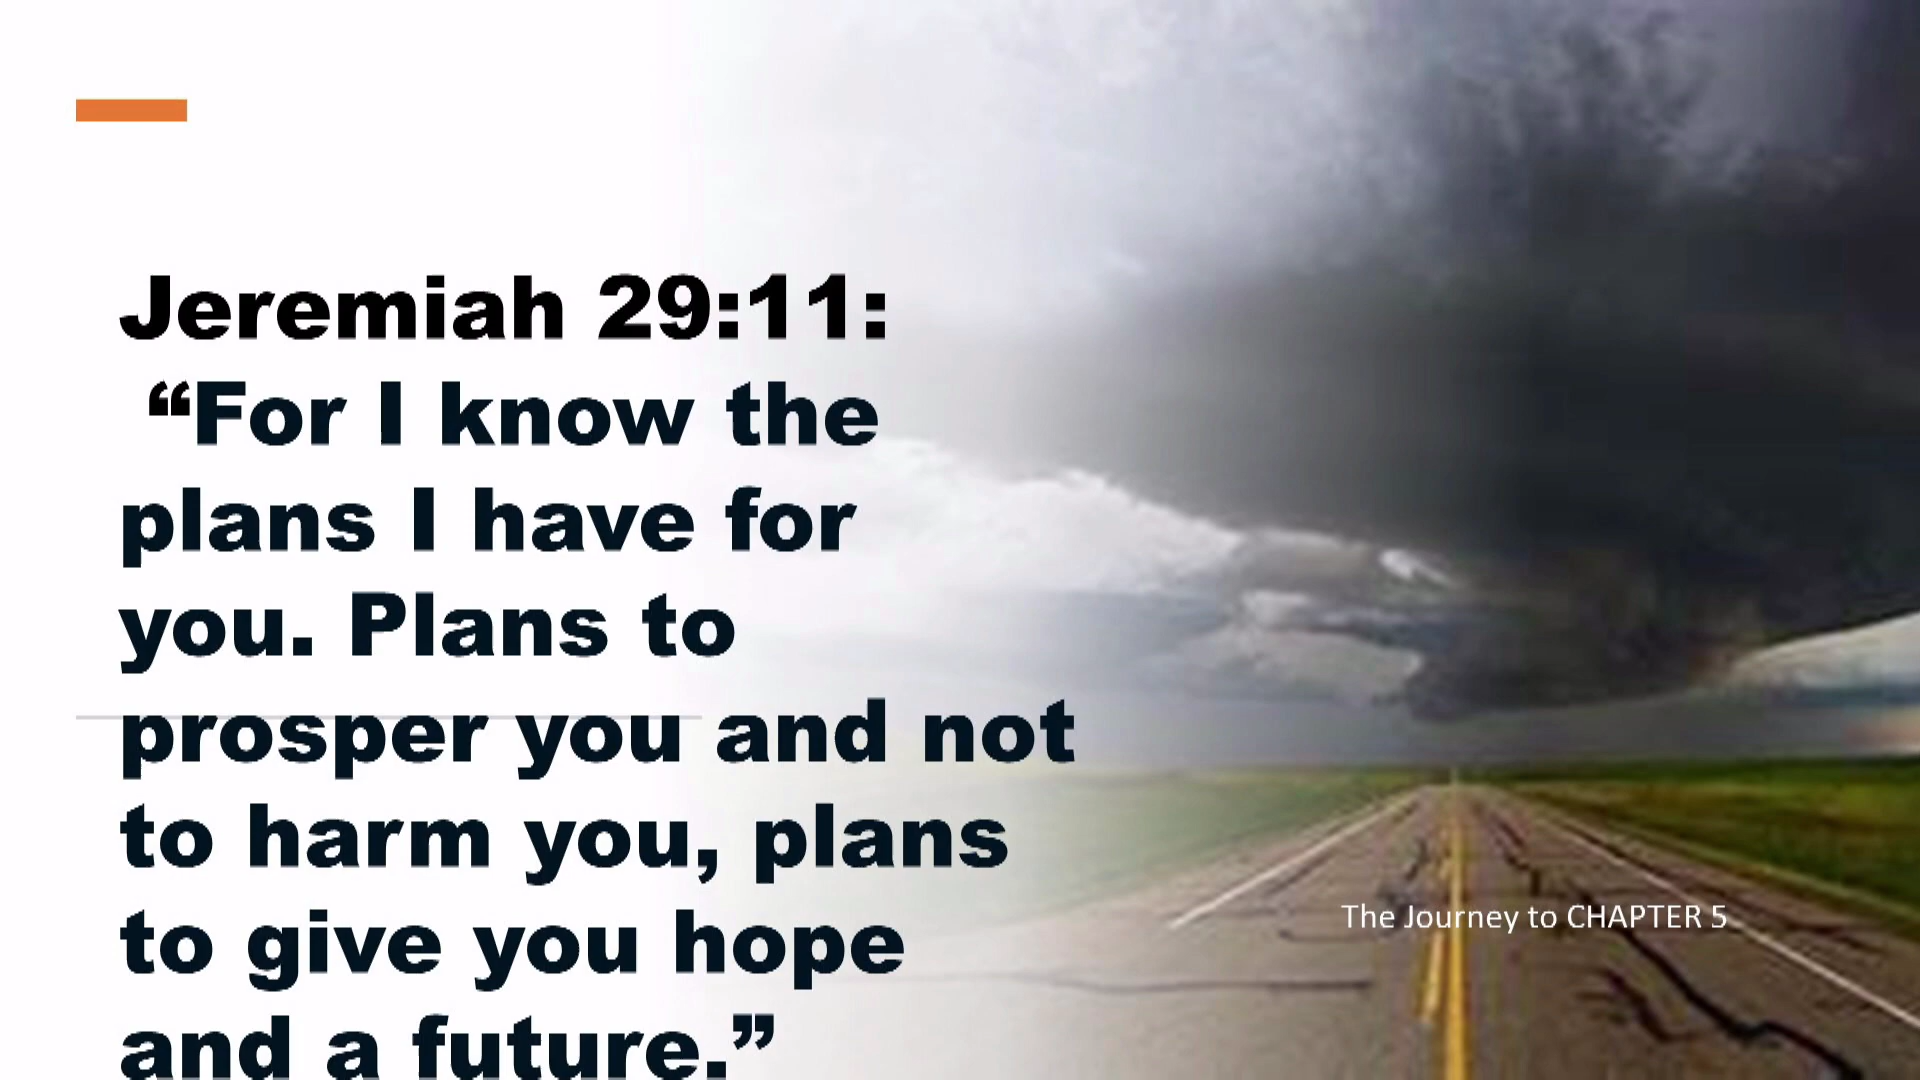 Jeremiah 29:11:
“For I know the
plans I have for
you. Plans to
prosper you and not
to harm you, plans
to give you hope
and a future.”
The Journey to CHAPTER 5